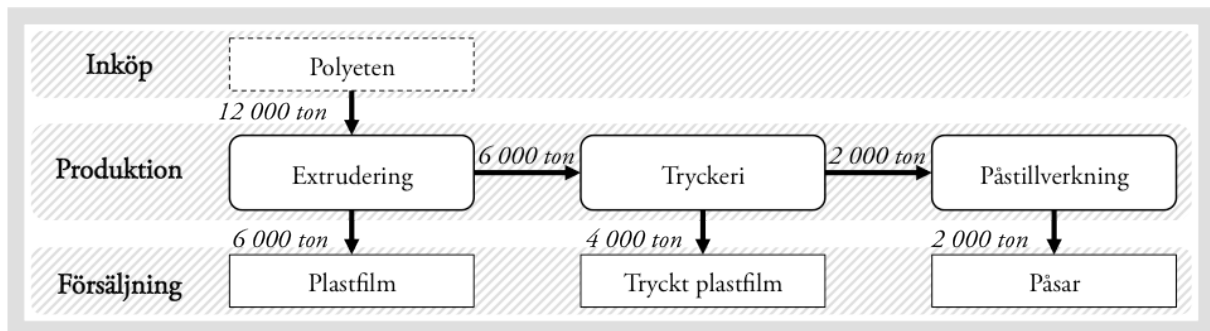 Inköp
Polyeten
12 000 ton
Produktion
Extrudering
6 000 ton
Tryckeri
2 000 ton
Påstillverkning
6 000 ton
4 000 ton
2 000 ton
Försäljning
Plastfilm
Tryckt plastfilm
Påsar